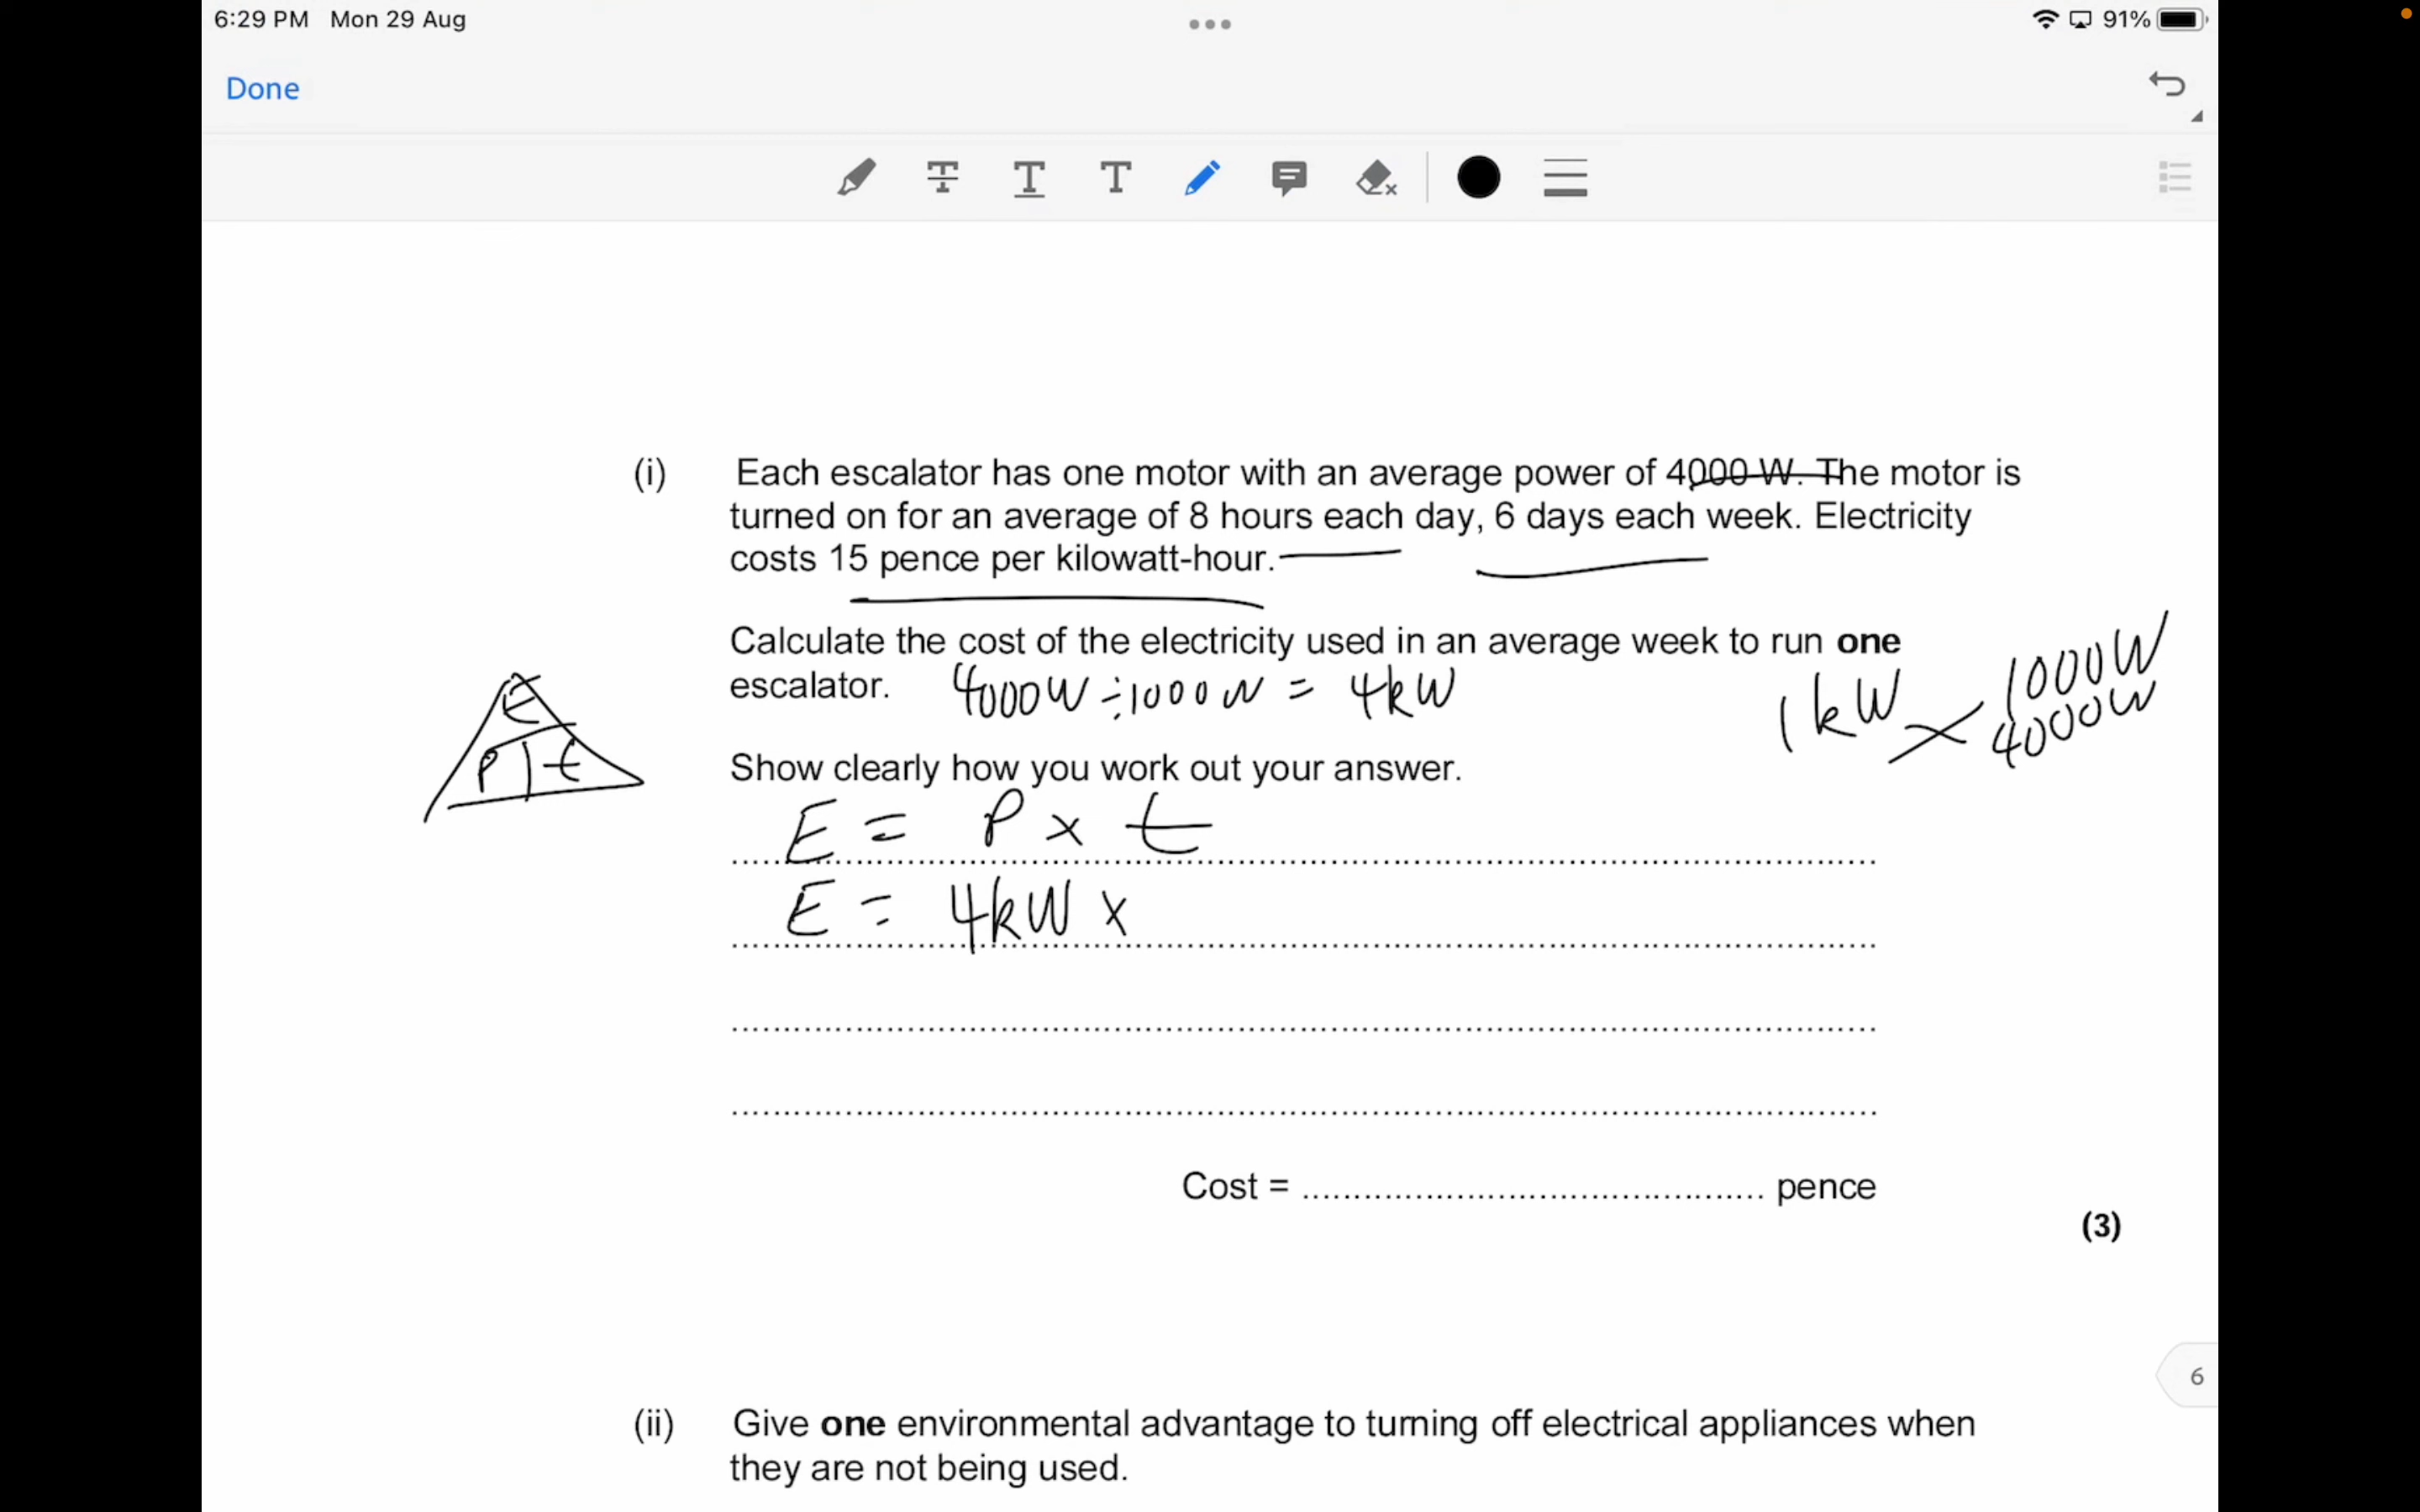 6:29 PM Mon 29 Aug
91%
Done
(i) Each escalator has one motor with an average power of 4000 W. The motor is
turned on for an average of 8 hours each day, 6 days each week. Electricity
costs 15 pence per kilowatt-hour.
Calculate the cost of the electricity used in an average week to run one
escalator. 4000W ÷ 1000W = 4kW
1kW 1000W
4000W
E
P t
Show clearly how you work out your answer.
E = P x t
E = 4kW x
Cost = ............................................. pence
(3)
6
(ii) Give one environmental advantage to turning off electrical appliances when
they are not being used.